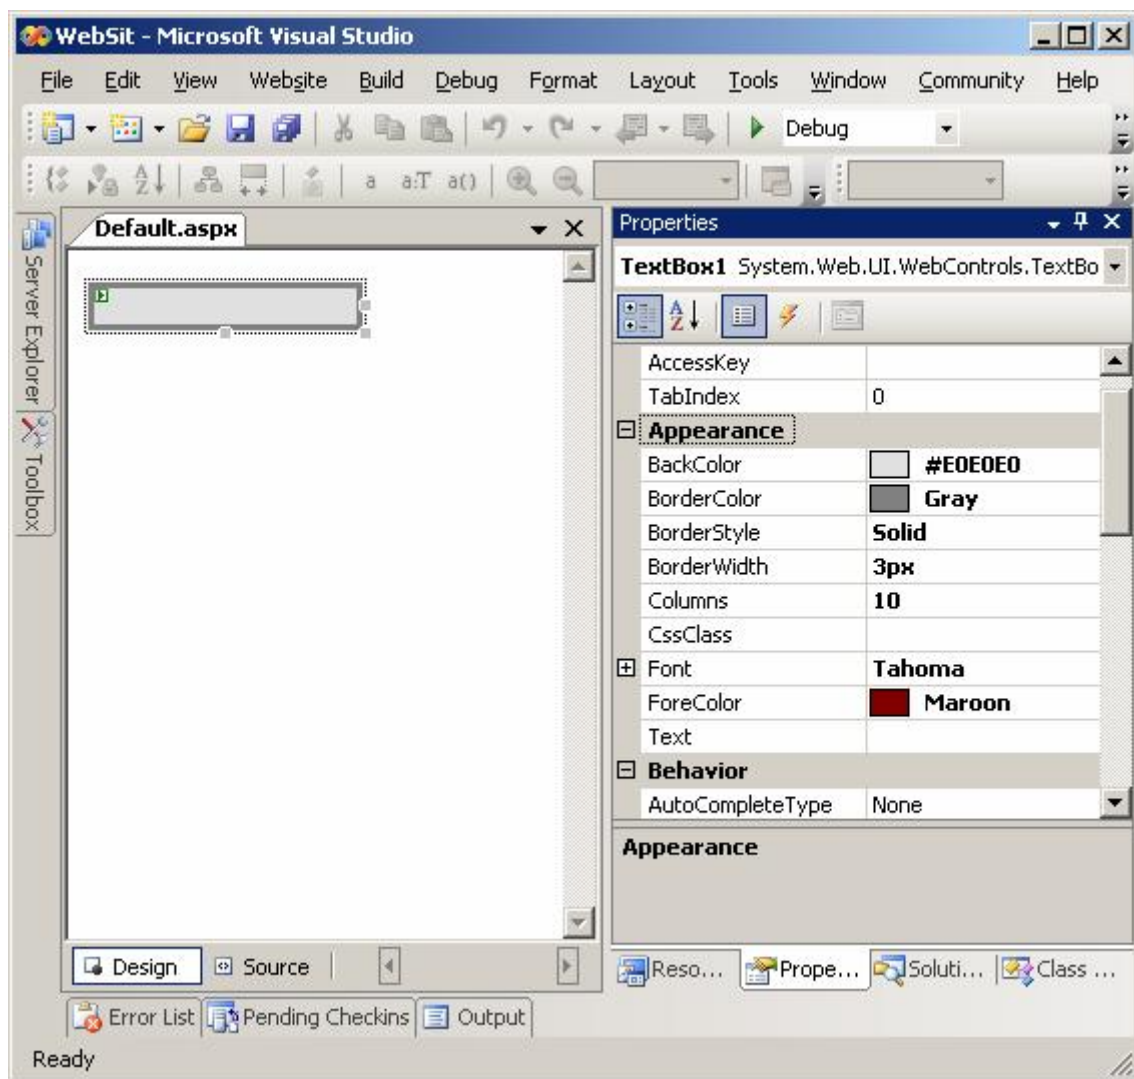 WebSit - Microsoft Visual Studio
File Edit View Website Build Debug Format Layout Tools Window Community Help
Debug
a a:T a()
Server Explorer
Toolbox
Default.aspx
Properties
TextBox1 System.Web.UI.WebControls.TextBo
AccessKey
TabIndex 0
Appearance
BackColor #E0E0E0
BorderColor Gray
BorderStyle Solid
BorderWidth 3px
Columns 10
CssClass
Font Tahoma
ForeColor Maroon
Text
Behavior
AutoCompleteType None
Appearance
Design Source
Reso... Prope... Soluti... Class ...
Error List Pending Checkins Output
Ready